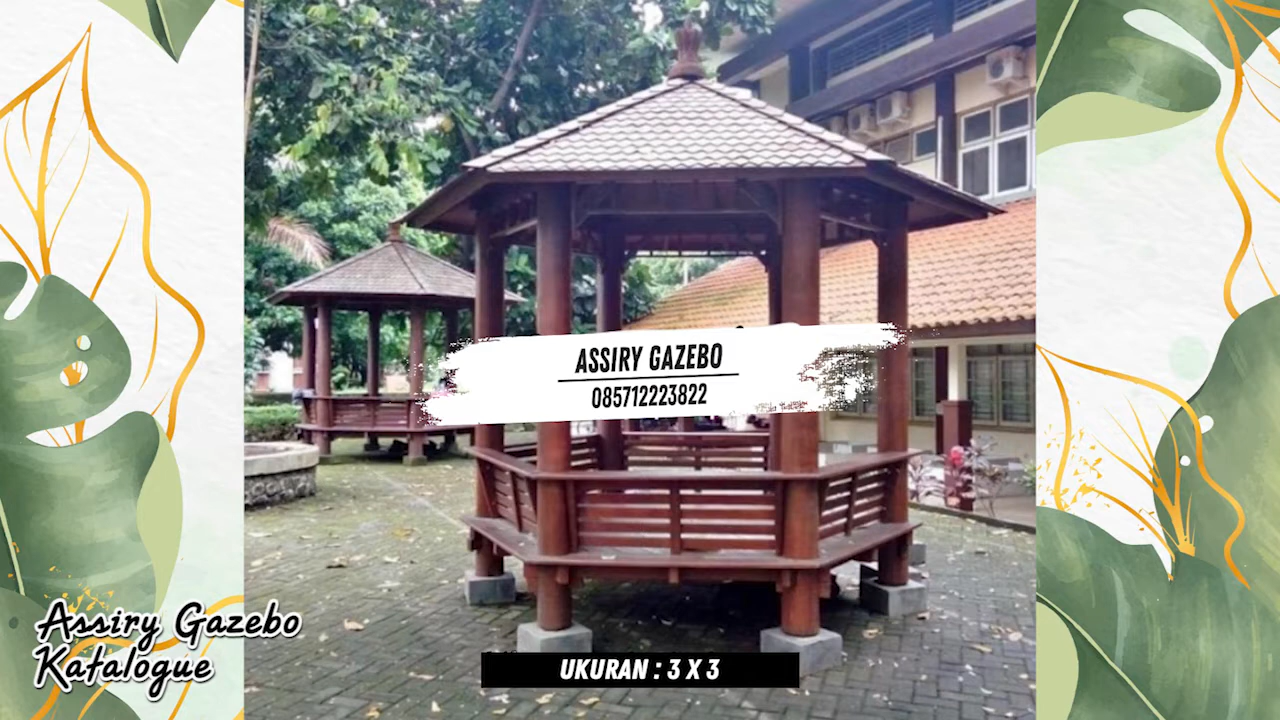 ASSIRY GAZEBO
085712223822
UKURAN : 3 X 3
Assiry Gazebo
Katalogue